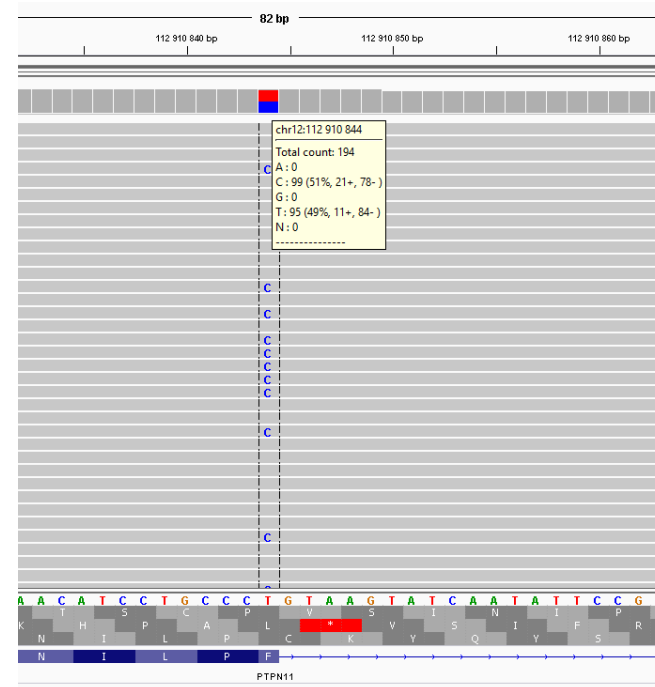 82 bp
112 910 840 bp 112 910 850 bp 112 910 860 bp
chr12:112 910 844
Total count: 194
A : 0
C : 99 (51%, 21+, 78- )
G : 0
T : 95 (49%, 11+, 84- )
N : 0
---------------
C
C
C
C
C
C
C
C
C
C
A A C A T C C T G C C C T G T A A G T A T C A A T A T T C C G
T S C P V S I N I P
K H P A L * V S I F R
N I L P C K Y Q Y S
N I L P F
PTPN11